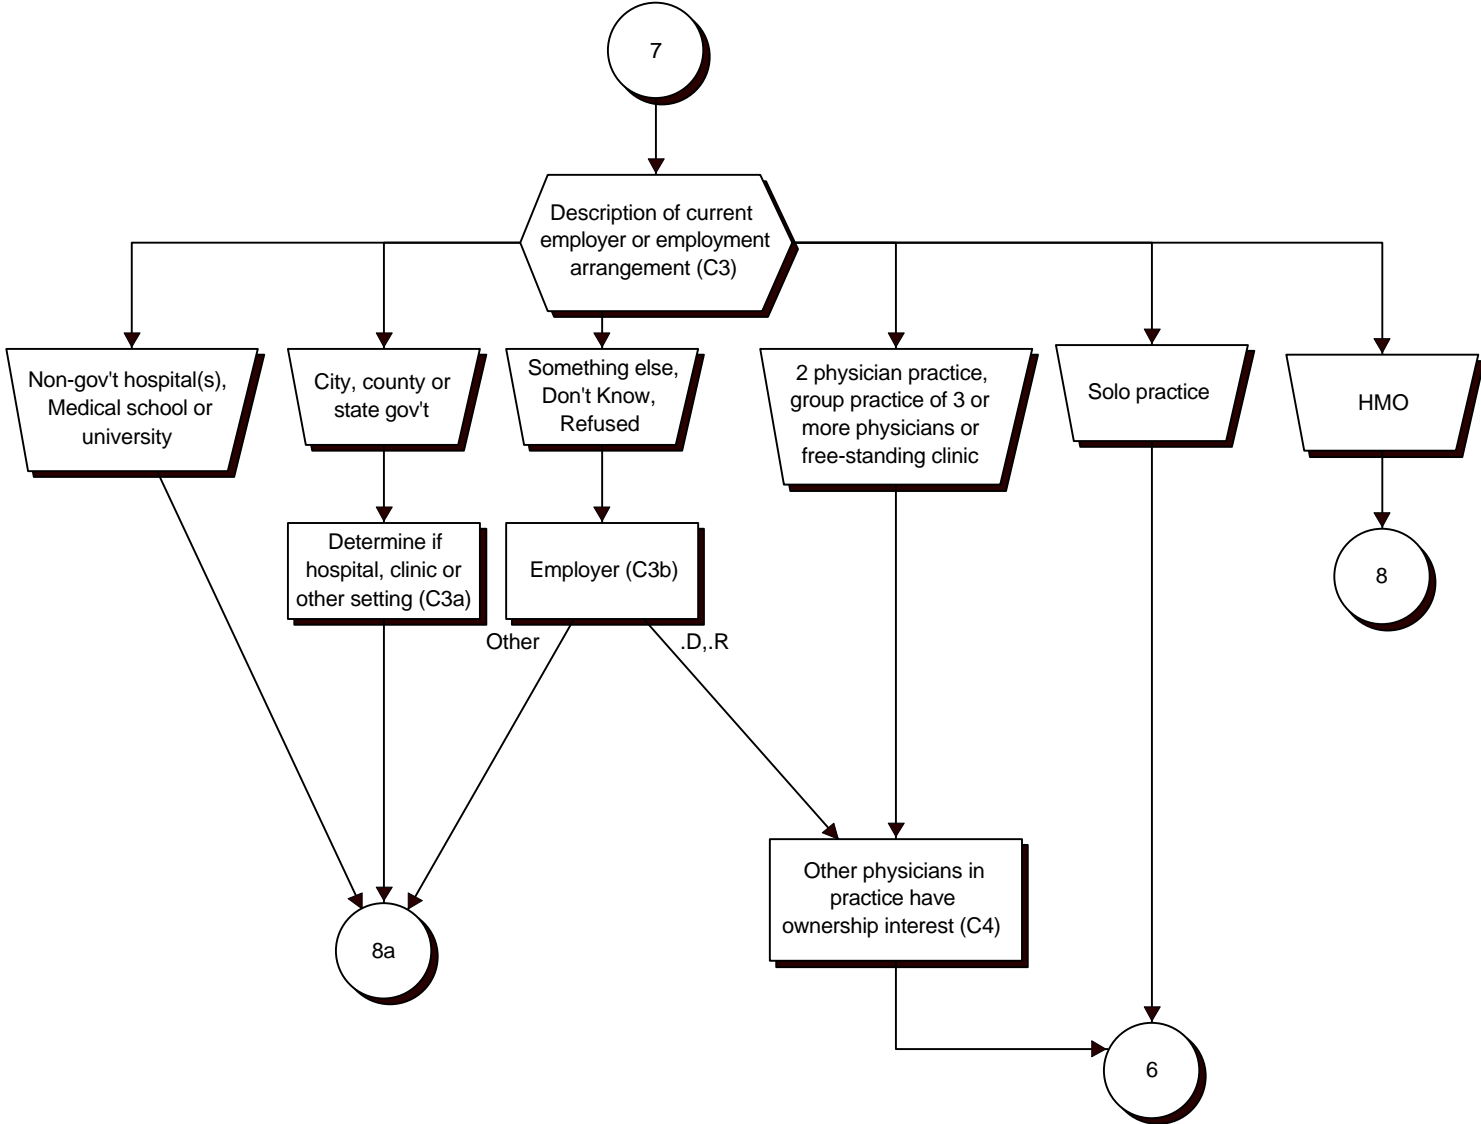 7
Description of current
employer or employment
arrangement (C3)
Non-gov't hospital(s),
Medical school or
university
City, county or
state gov't
Something else,
Don't Know,
Refused
2 physician practice,
group practice of 3 or
more physicians or
free-standing clinic
Solo practice
HMO
Determine if
hospital, clinic or
other setting (C3a)
Employer (C3b)
8
Other
.D,.R
Other physicians in
practice have
ownership interest (C4)
8a
6